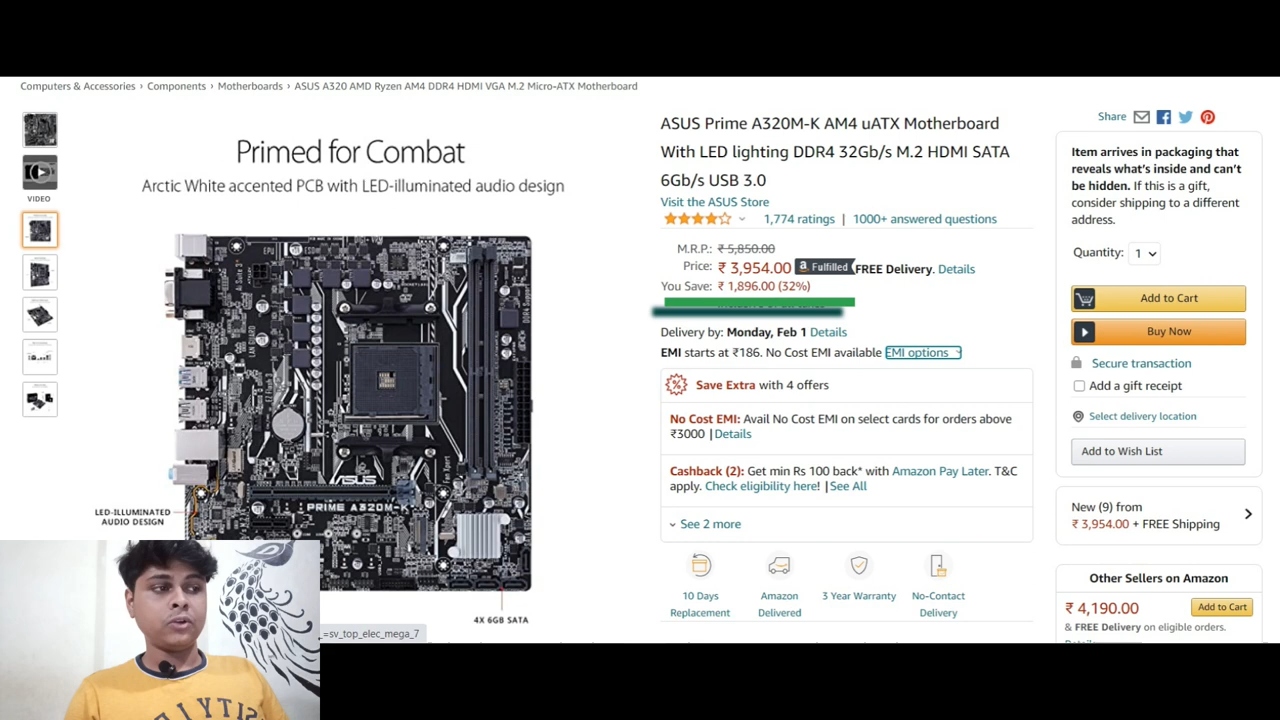 Computers & Accessories › Components › Motherboards › ASUS A320 AMD Ryzen AM4 DDR4 HDMI VGA M.2 Micro-ATX Motherboard
VIDEO
Primed for Combat
Arctic White accented PCB with LED-illuminated audio design
ASUS
PRIME A320M-K
LED-ILLUMINATED
AUDIO DESIGN
4X 6GB SATA
_=sv_top_elec_mega_7
ASUS Prime A320M-K AM4 uATX Motherboard
With LED lighting DDR4 32Gb/s M.2 HDMI SATA
6Gb/s USB 3.0
Visit the ASUS Store
1,774 ratings | 1000+ answered questions
M.R.P.: ₹ 5,850.00
Price: ₹ 3,954.00 a Fulfilled FREE Delivery. Details
You Save: ₹ 1,896.00 (32%)
Delivery by: Monday, Feb 1 Details
EMI starts at ₹186. No Cost EMI available EMI options
Save Extra with 4 offers
No Cost EMI: Avail No Cost EMI on select cards for orders above
₹3000 | Details
Cashback (2): Get min Rs 100 back* with Amazon Pay Later. T&C
apply. Check eligibility here! | See All
See 2 more
10 Days
Replacement
Amazon
Delivered
3 Year Warranty
No-Contact
Delivery
Share
Item arrives in packaging that
reveals what's inside and can't
be hidden. If this is a gift,
consider shipping to a different
address.
Quantity: 1
Add to Cart
Buy Now
Secure transaction
Add a gift receipt
Select delivery location
Add to Wish List
New (9) from
₹ 3,954.00 + FREE Shipping
Other Sellers on Amazon
₹ 4,190.00 Add to Cart
& FREE Delivery on eligible orders.